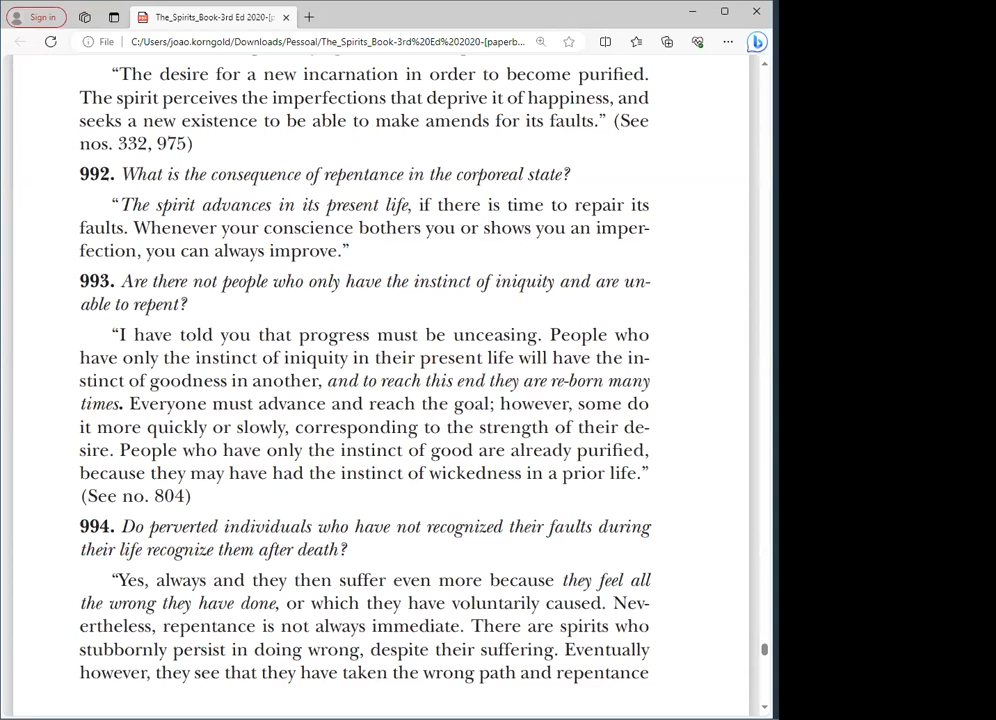 Sign in
The_Spirits_Book-3rd Ed 2020-[p
File
C:/Users/joao.korngold/Downloads/Pessoal/The_Spirits_Book-3rd%20Ed%202020-[paperb...
“The desire for a new incarnation in order to become purified.
The spirit perceives the imperfections that deprive it of happiness, and
seeks a new existence to be able to make amends for its faults.” (See
nos. 332, 975)
992. What is the consequence of repentance in the corporeal state?
“The spirit advances in its present life, if there is time to repair its
faults. Whenever your conscience bothers you or shows you an imper-
fection, you can always improve.”
993. Are there not people who only have the instinct of iniquity and are un-
able to repent?
“I have told you that progress must be unceasing. People who
have only the instinct of iniquity in their present life will have the in-
stinct of goodness in another, and to reach this end they are re-born many
times. Everyone must advance and reach the goal; however, some do
it more quickly or slowly, corresponding to the strength of their de-
sire. People who have only the instinct of good are already purified,
because they may have had the instinct of wickedness in a prior life.”
(See no. 804)
994. Do perverted individuals who have not recognized their faults during
their life recognize them after death?
“Yes, always and they then suffer even more because they feel all
the wrong they have done, or which they have voluntarily caused. Nev-
ertheless, repentance is not always immediate. There are spirits who
stubbornly persist in doing wrong, despite their suffering. Eventually
however, they see that they have taken the wrong path and repentance